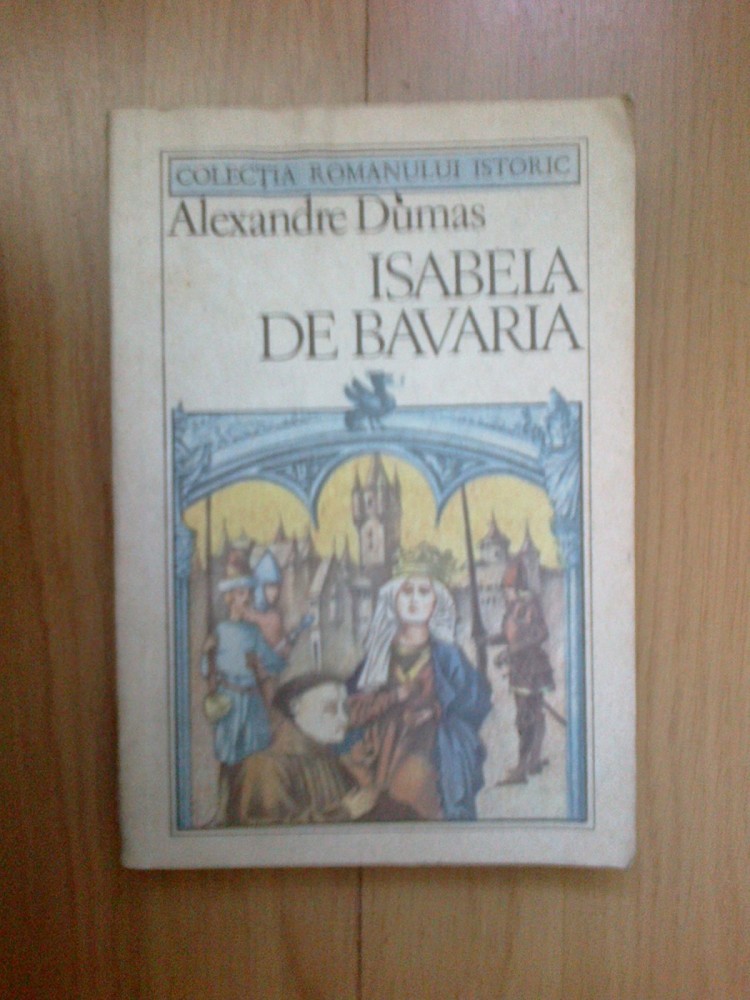 COLECȚIA ROMANULUI ISTORIC
Alexandre Dumas
ISABELA
DE BAVARIA